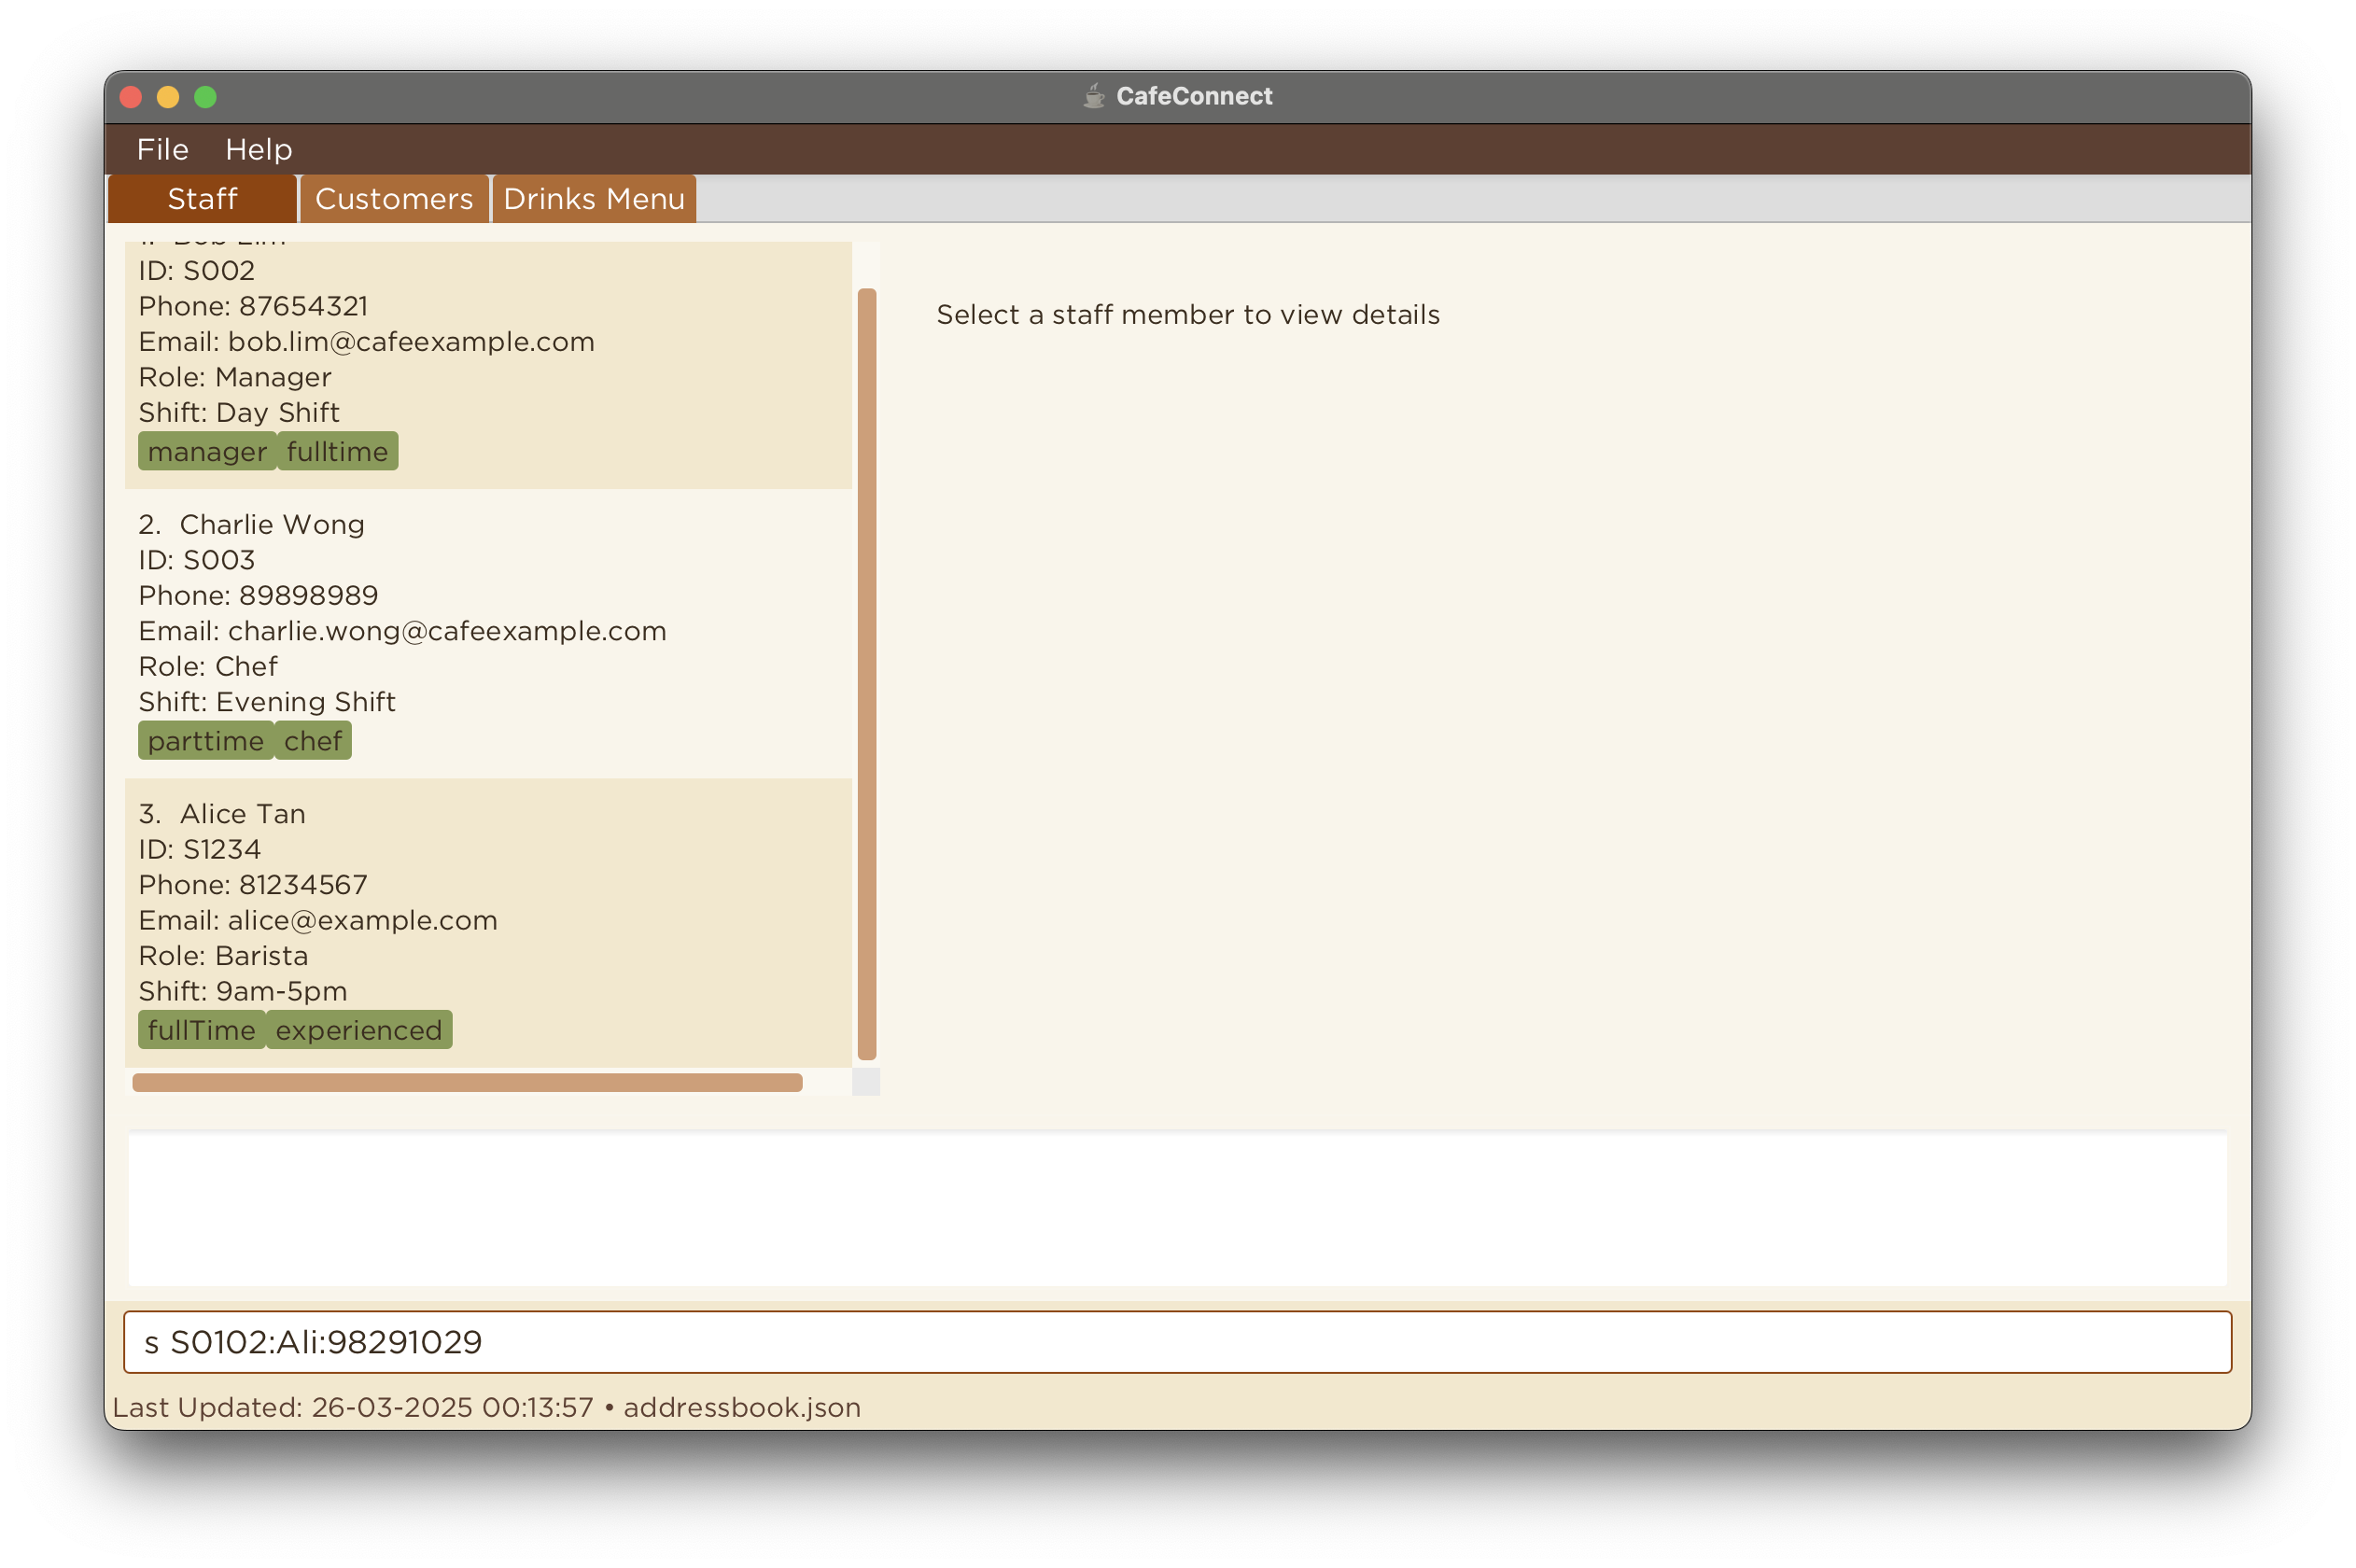 CafeConnect
File Help
Staff Customers Drinks Menu
1. Bob Lim
ID: S002
Phone: 87654321
Email: bob.lim@cafeexample.com
Role: Manager
Shift: Day Shift
manager fulltime
Select a staff member to view details
2. Charlie Wong
ID: S003
Phone: 89898989
Email: charlie.wong@cafeexample.com
Role: Chef
Shift: Evening Shift
parttime chef
3. Alice Tan
ID: S1234
Phone: 81234567
Email: alice@example.com
Role: Barista
Shift: 9am-5pm
fullTime experienced
s S0102:Ali:98291029
Last Updated: 26-03-2025 00:13:57 • addressbook.json